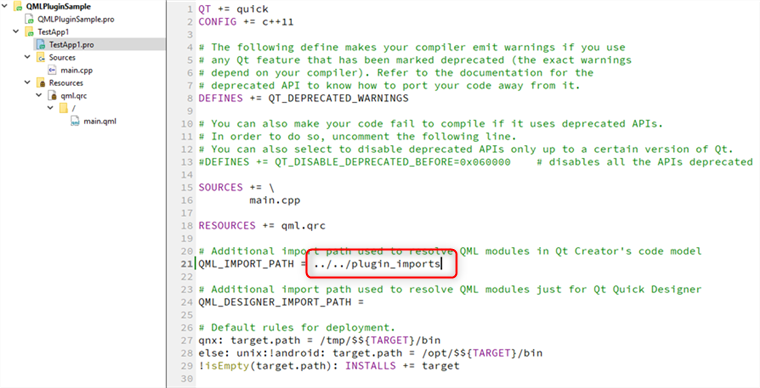 QMLPluginSample
QMLPluginSample.pro
TestApp1
TestApp1.pro
Sources
main.cpp
Resources
qml.qrc
/
main.qml
1 QT += quick
2 CONFIG += c++11
3
4 # The following define makes your compiler emit warnings if you use
5 # any Qt feature that has been marked deprecated (the exact warnings
6 # depend on your compiler). Refer to the documentation for the
7 # deprecated API to know how to port your code away from it.
8 DEFINES += QT_DEPRECATED_WARNINGS
9
10 # You can also make your code fail to compile if it uses deprecated APIs.
11 # In order to do so, uncomment the following line.
12 # You can also select to disable deprecated APIs only up to a certain version of Qt.
13 #DEFINES += QT_DISABLE_DEPRECATED_BEFORE=0x060000    # disables all the APIs deprecated
14
15 SOURCES += \
16         main.cpp
17
18 RESOURCES += qml.qrc
19
20 # Additional import path used to resolve QML modules in Qt Creator's code model
21 QML_IMPORT_PATH = ../../plugin_imports
22
23 # Additional import path used to resolve QML modules just for Qt Quick Designer
24 QML_DESIGNER_IMPORT_PATH =
25
26 # Default rules for deployment.
27 qnx: target.path = /tmp/$${TARGET}/bin
28 else: unix:!android: target.path = /opt/$${TARGET}/bin
29 !isEmpty(target.path): INSTALLS += target
30